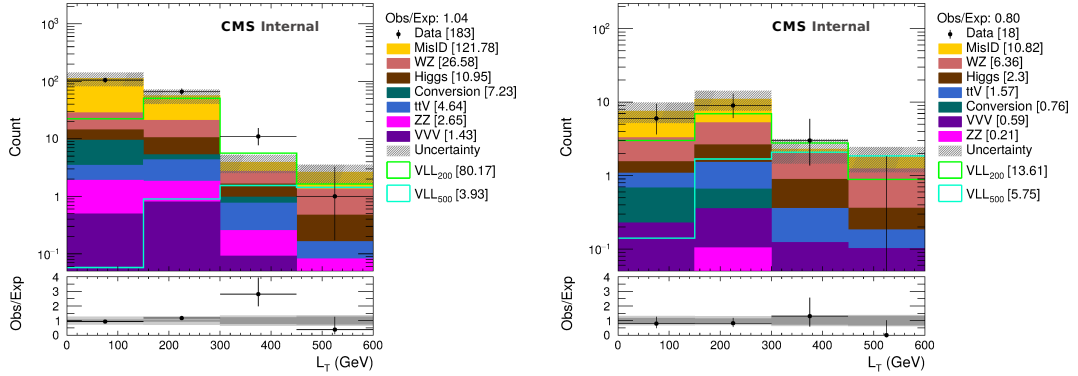 CMS Internal
Obs/Exp: 1.04
Data [183]
MisID [121.78]
WZ [26.58]
Higgs [10.95]
Conversion [7.23]
ttV [4.64]
ZZ [2.65]
VVV [1.43]
Uncertainty
VLL200 [80.17]
VLL500 [3.93]
Count
10³
10²
10
1
10⁻¹
Obs/Exp
4
3
2
1
0
0 100 200 300 400 500 600
L_T (GeV)
CMS Internal
Obs/Exp: 0.80
Data [18]
MisID [10.82]
WZ [6.36]
Higgs [2.3]
ttV [1.57]
Conversion [0.76]
VVV [0.59]
ZZ [0.21]
Uncertainty
VLL200 [13.61]
VLL500 [5.75]
Count
10²
10
1
10⁻¹
Obs/Exp
4
3
2
1
0
0 100 200 300 400 500 600
L_T (GeV)